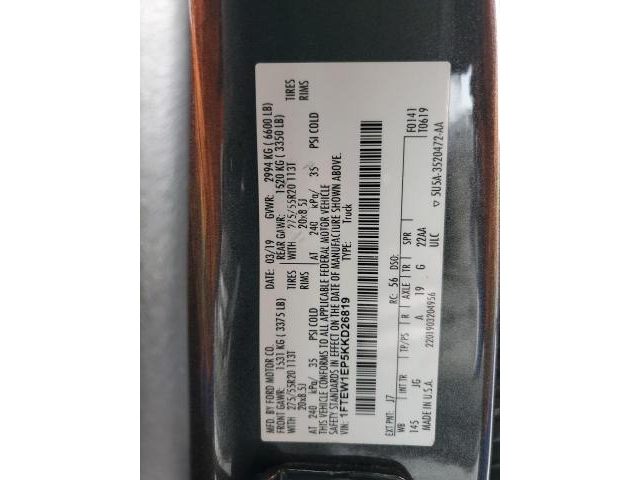 MFD. BY FORD MOTOR CO.
DATE: 03/19 GVWR: 2994 KG ( 6600 LB)
FRONT GAWR: 1531 KG ( 3375 LB) REAR GAWR: 1520 KG ( 3350 LB)
WITH 275/55R20 113T TIRES WITH 275/55R20 113T TIRES
20x8.5J RIMS 20x8.5J RIMS
AT 240 kPa/ 35 PSI COLD AT 240 kPa/ 35 PSI COLD
THIS VEHICLE CONFORMS TO ALL APPLICABLE FEDERAL MOTOR VEHICLE
SAFETY STANDARDS IN EFFECT ON THE DATE OF MANUFACTURE SHOWN ABOVE.
VIN: 1FTEW1EP5KKD26819 TYPE: Truck
EXT PNT: J7 RC: 56 DSO: F0141
T0619
WB INT TR TP/PS R AXLE TR SPR
145 JG A 19 G 22AA
MADE IN U.S.A. 2201903204956 ULC
▽ 5U5A-3520472-AA